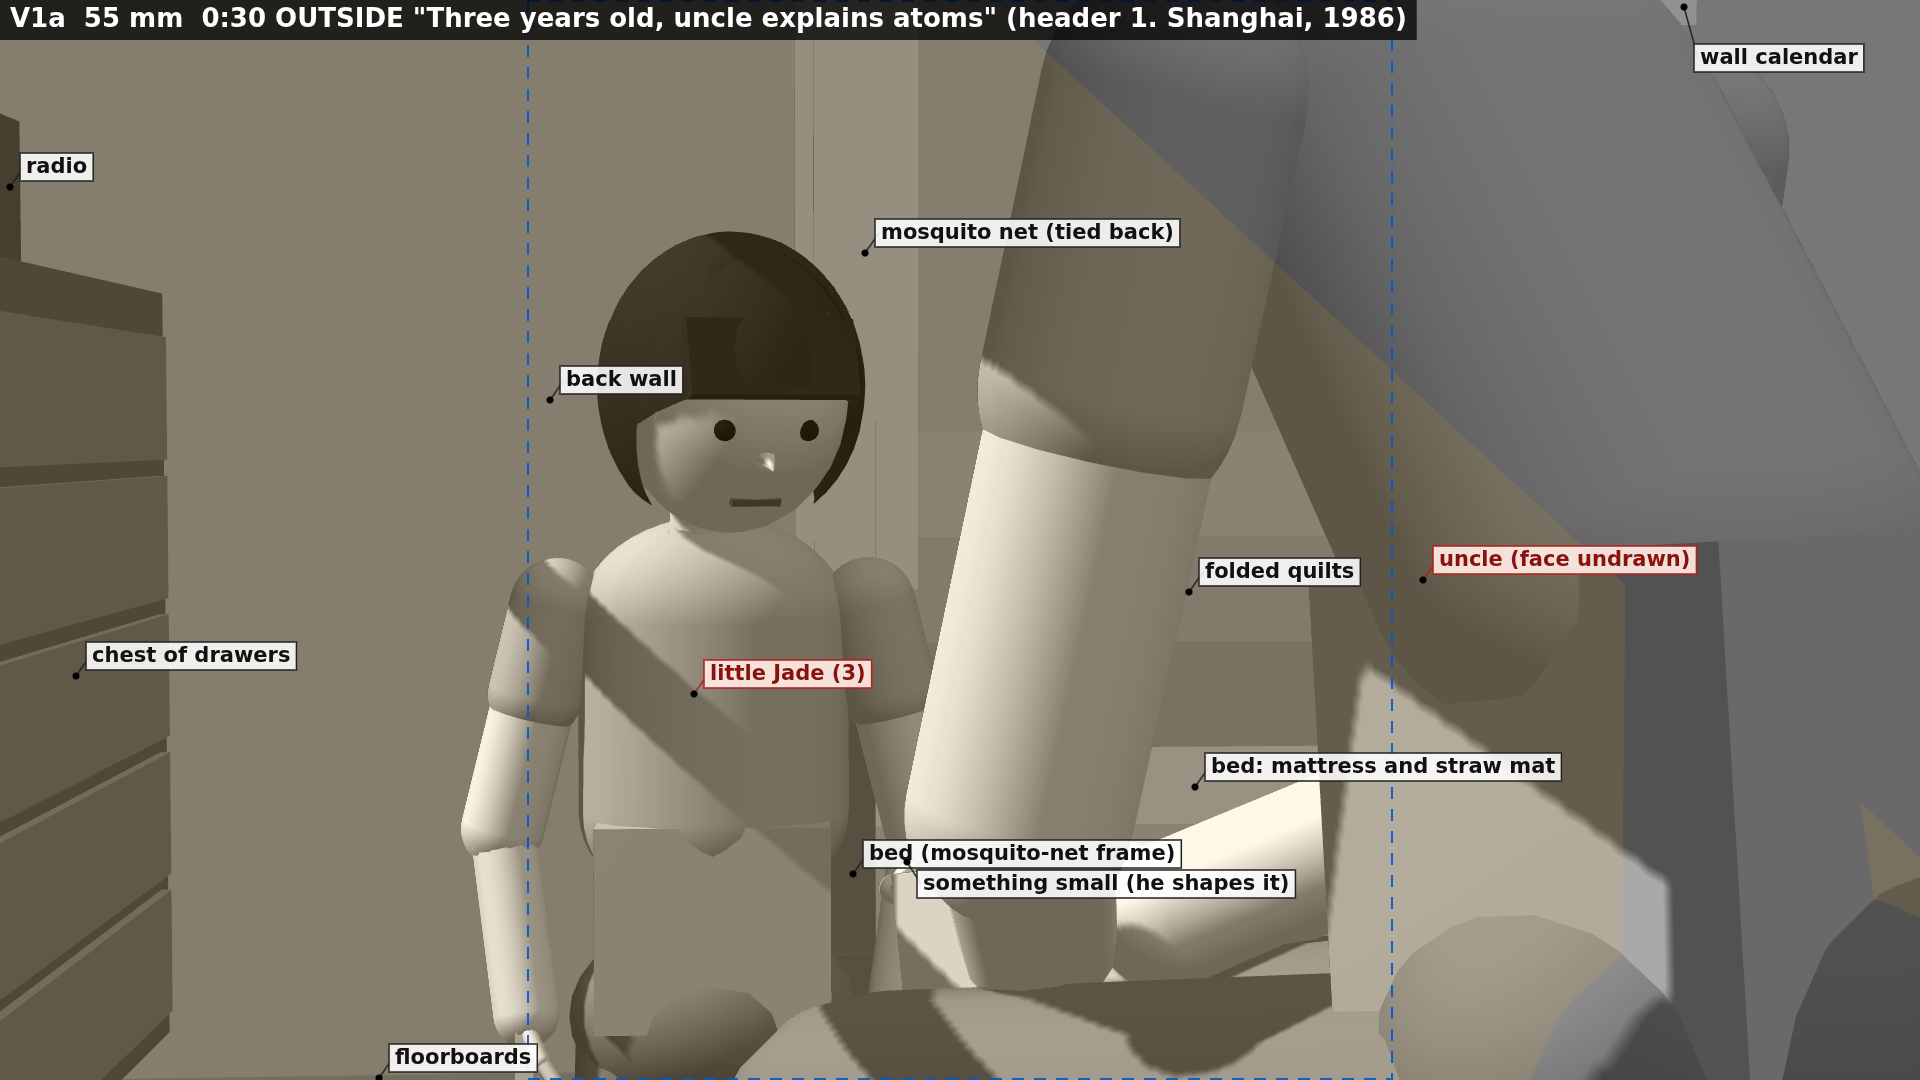 V1a  55 mm  0:30 OUTSIDE "Three years old, uncle explains atoms" (header 1. Shanghai, 1986)
wall calendar
radio
mosquito net (tied back)
back wall
folded quilts
uncle (face undrawn)
chest of drawers
little Jade (3)
bed: mattress and straw mat
bed (mosquito-net frame)
something small (he shapes it)
floorboards